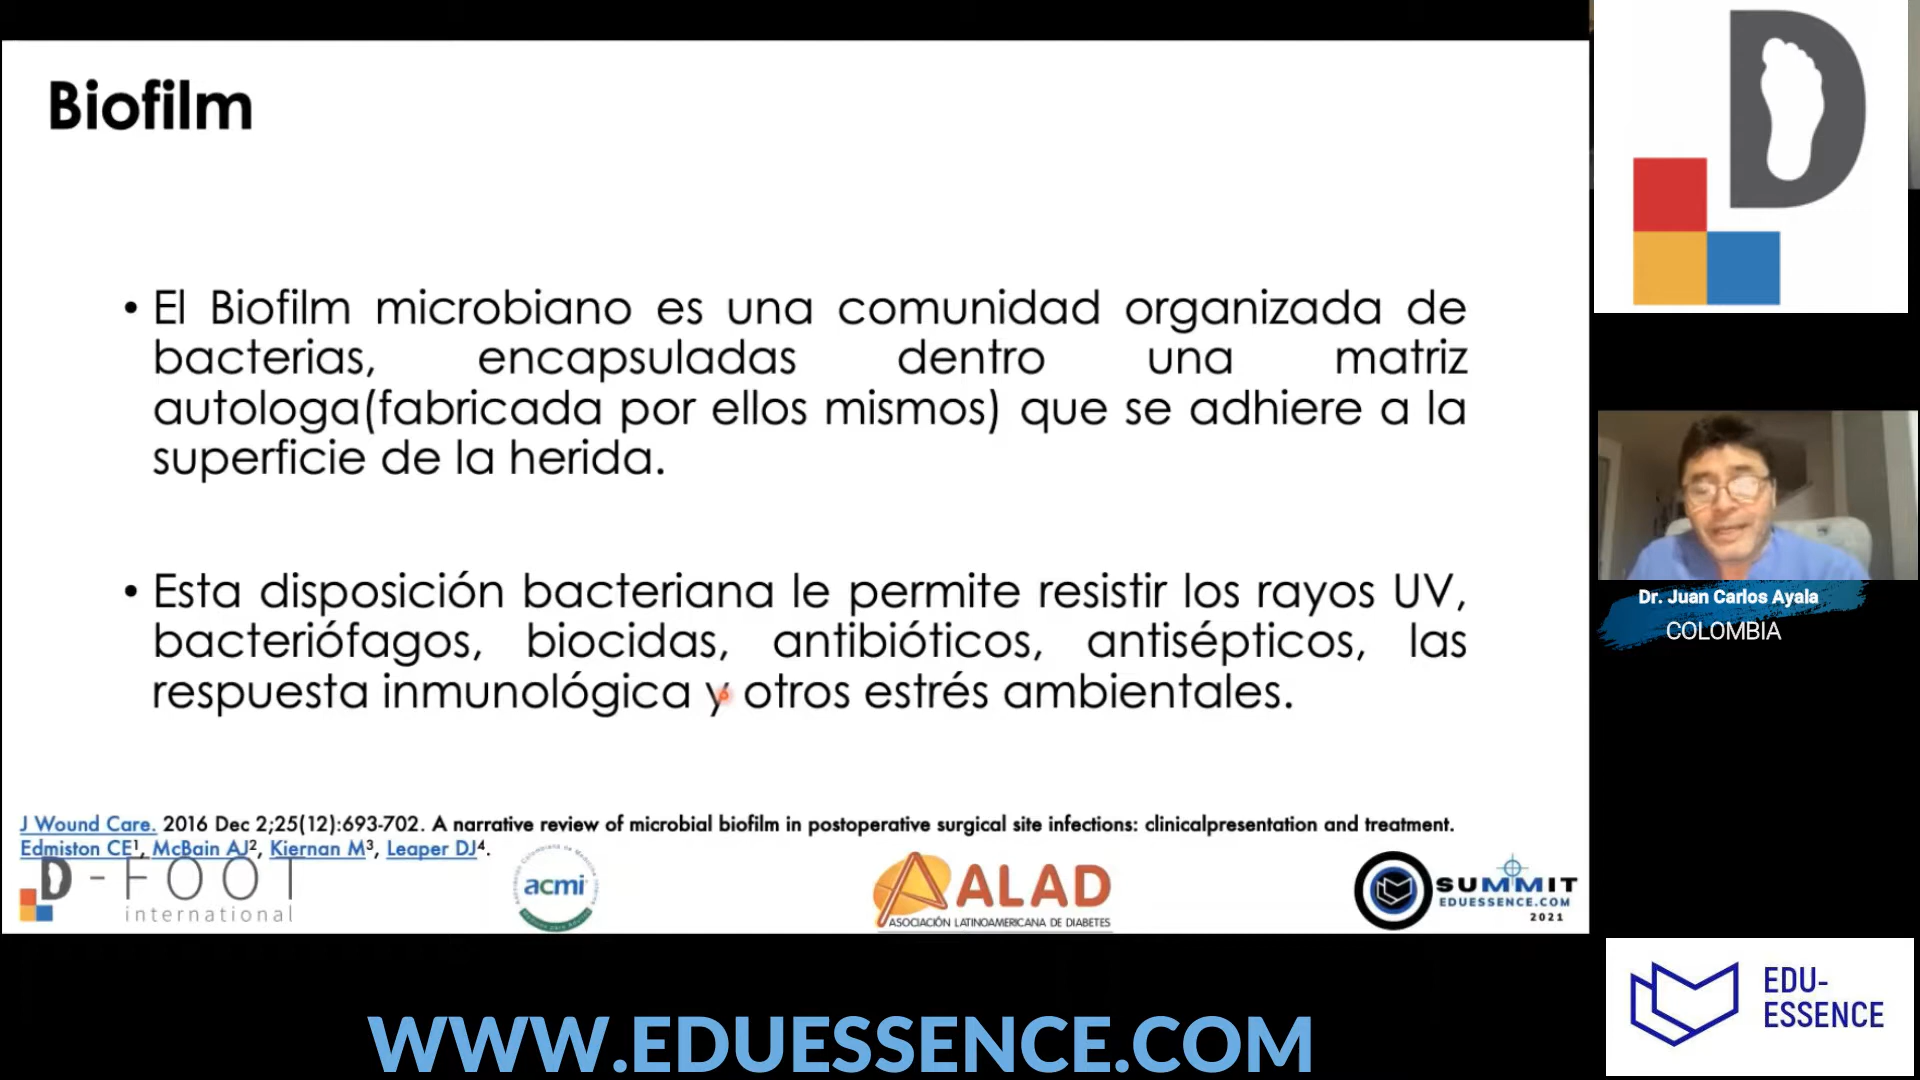 Biofilm
• El Biofilm microbiano es una comunidad organizada de
bacterias, encapsuladas dentro una matriz
autologa(fabricada por ellos mismos) que se adhiere a la
superficie de la herida.
• Esta disposición bacteriana le permite resistir los rayos UV,
bacteriófagos, biocidas, antibióticos, antisépticos, las
respuesta inmunológica y otros estrés ambientales.
J Wound Care. 2016 Dec 2;25(12):693-702. A narrative review of microbial biofilm in postoperative surgical site infections: clinicalpresentation and treatment.
Edmiston CE¹, McBain AJ², Kiernan M³, Leaper DJ⁴.
D-FOOT
international
acmi
ALAD
ASOCIACIÓN LATINOAMERICANA DE DIABETES
SUMMIT
EDUESSENCE.COM
2021
D
Dr. Juan Carlos Ayala
COLOMBIA
EDU-
ESSENCE
WWW.EDUESSENCE.COM